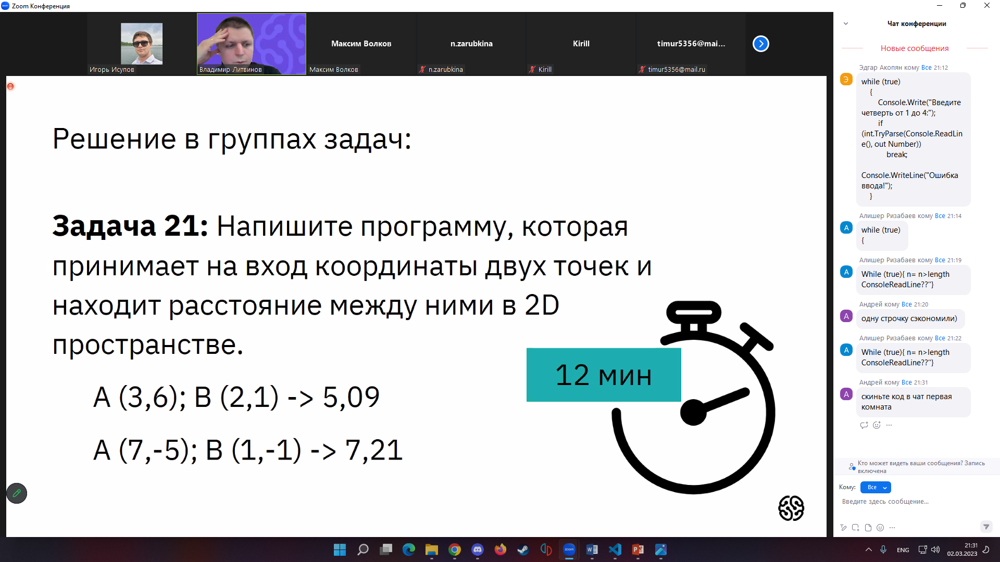 Zoom Конференция
Максим Волков
n.zarubkina
Kirill
timur5356@mai...
Игорь Исупов
Владимир Литвинов
Максим Волков
n.zarubkina
Kirill
timur5356@mail.ru
Решение в группах задач:
Задача 21: Напишите программу, которая
принимает на вход координаты двух точек и
находит расстояние между ними в 2D
пространстве.
A (3,6); B (2,1) -> 5,09
A (7,-5); B (1,-1) -> 7,21
12 мин
Чат конференции
Новые сообщения
Эдгар Акопян кому Все 21:12
Э
while (true)
{
Console.Write("Введите
четверть от 1 до 4:");
if
(int.TryParse(Console.ReadLin
e(), out Number))
break;
Console.WriteLine("Ошибка
ввода!");
}
Алишер Ризабаев кому Все 21:14
А
while (true)
{
Алишер Ризабаев кому Все 21:19
А
While (true){ n= n>length
ConsoleReadLine??“}
Андрей кому Все 21:20
А
одну строчку сэкономили)
Алишер Ризабаев кому Все 21:22
А
While (true){ n= n>length
ConsoleReadLine??“}
Андрей кому Все 21:31
А
скиньте код в чат первая
комната
Кто может видеть ваши сообщения? Запись
включена
Кому: Все
Введите здесь сообщение...
zoom
ENG
21:31
02.03.2023